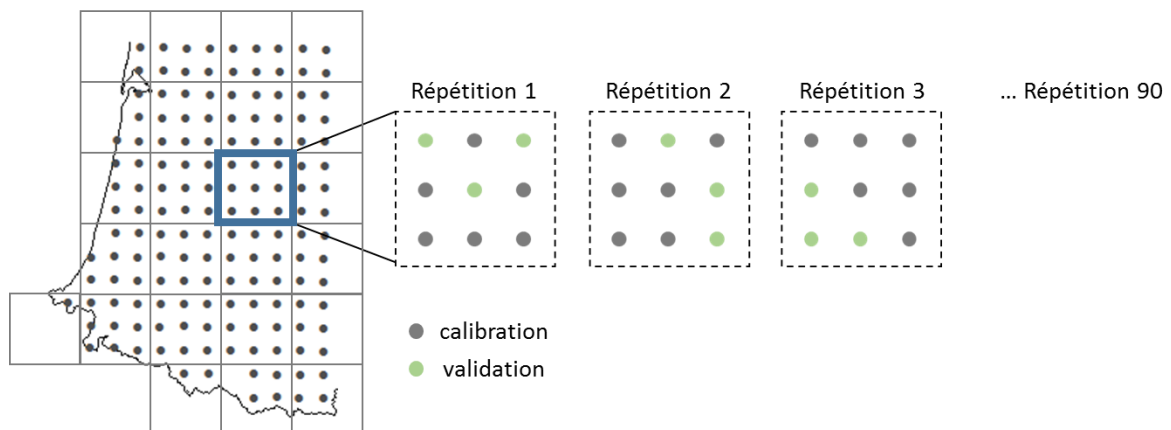 Répétition 1
Répétition 2
Répétition 3
... Répétition 90
calibration
validation